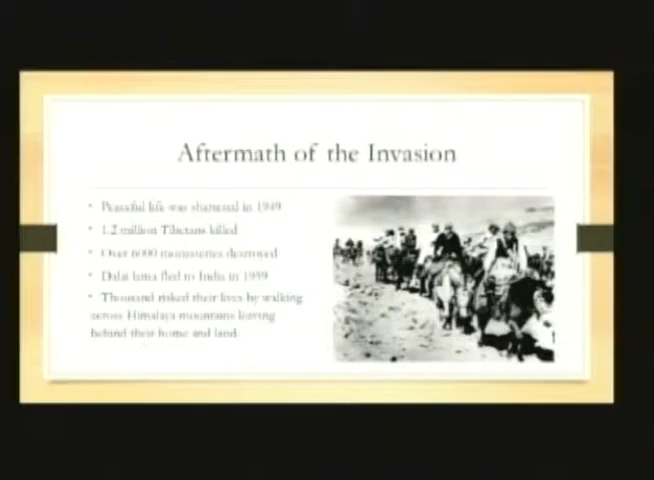 Aftermath of the Invasion
• Peaceful life was shattered in 1949
• 1.2 million Tibetans killed
• Over 6000 monasteries destroyed
• Dalai lama fled to India in 1959
• Thousand risked their lives by walking
across Himalaya mountains leaving
behind their home and land